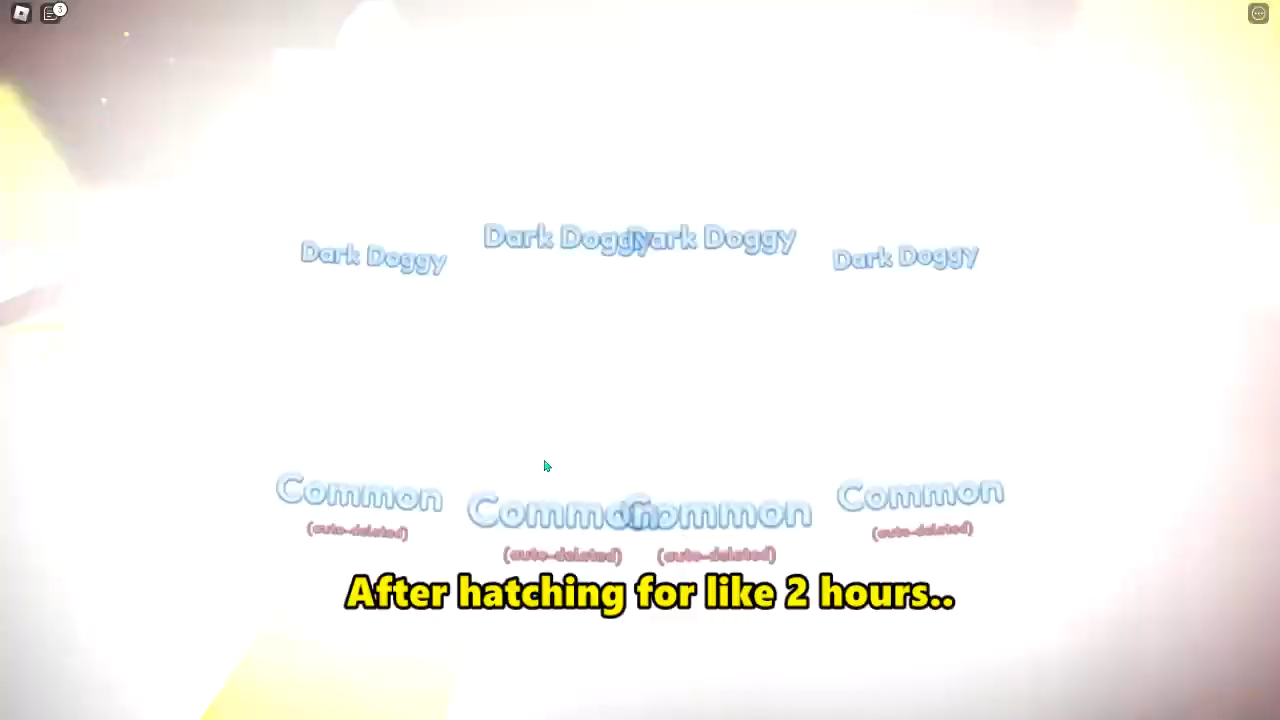 3
Dark Doggy Dark Doggy Dark Doggy Dark Doggy
Common Common Common Common
(auto-deleted) (auto-deleted) (auto-deleted) (auto-deleted)
After hatching for like 2 hours..